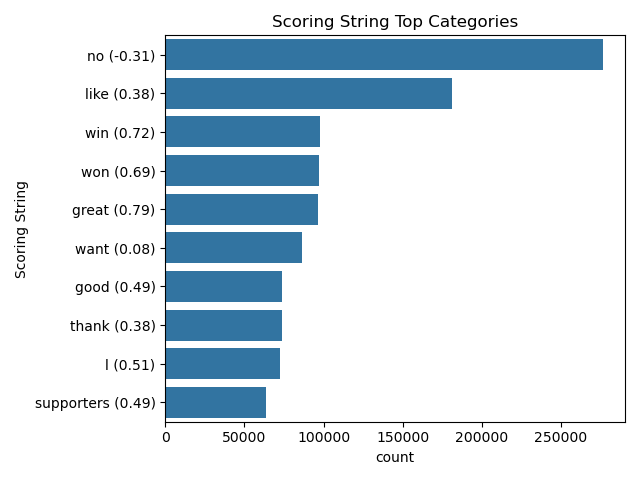 Scoring String Top Categories
no (-0.31)
like (0.38)
win (0.72)
won (0.69)
great (0.79)
want (0.08)
good (0.49)
thank (0.38)
l (0.51)
supporters (0.49)
Scoring String
0 50000 100000 150000 200000 250000
count